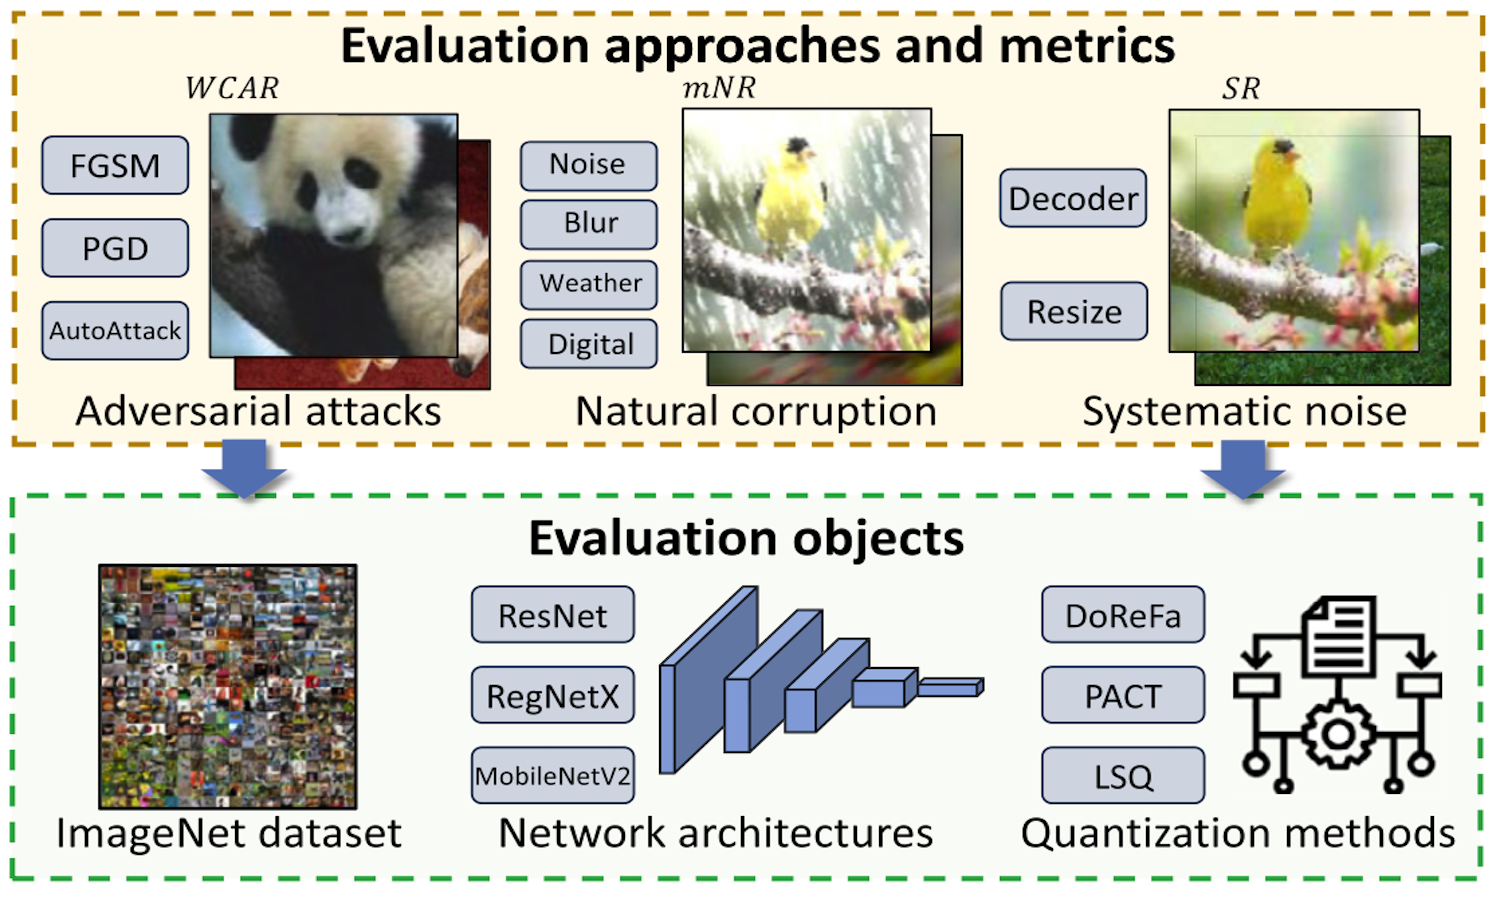 Evaluation approaches and metrics
WCAR
mNR
SR
FGSM
PGD
AutoAttack
Noise
Blur
Weather
Digital
Decoder
Resize
Adversarial attacks
Natural corruption
Systematic noise
Evaluation objects
ResNet
RegNetX
MobileNetV2
DoReFa
PACT
LSQ
ImageNet dataset
Network architectures
Quantization methods